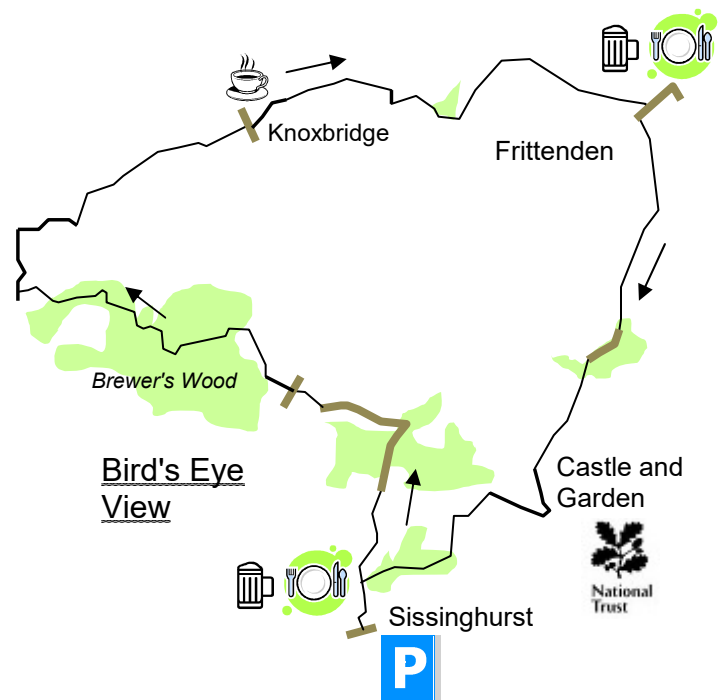 Knoxbridge
Frittenden
Brewer's Wood
Bird's Eye
View
Castle and
Garden
National
Trust
Sissinghurst
P